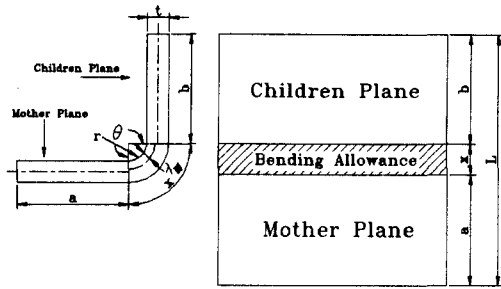 t
Children Plane
b
Mother Plane
θ
r
λ
x
a
Children Plane
b
Bending Allowance
x
L
Mother Plane
a